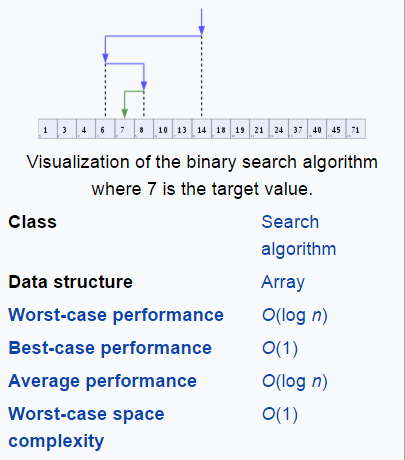 1 3 4 6 7 8 10 13 14 18 19 21 24 37 40 45 71
Visualization of the binary search algorithm
where 7 is the target value.
Class Search
algorithm
Data structure Array
Worst-case performance O(log n)
Best-case performance O(1)
Average performance O(log n)
Worst-case space O(1)
complexity